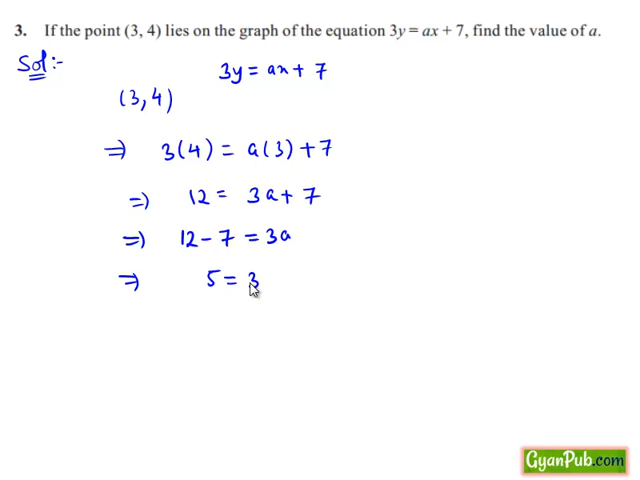 3. If the point (3, 4) lies on the graph of the equation 3y = ax + 7, find the value of a.
Sol:-
3y = ax + 7
(3, 4)
⇒ 3(4) = a(3) + 7
⇒ 12 = 3a + 7
⇒ 12 - 7 = 3a
⇒ 5 = 3
GyanPub.com